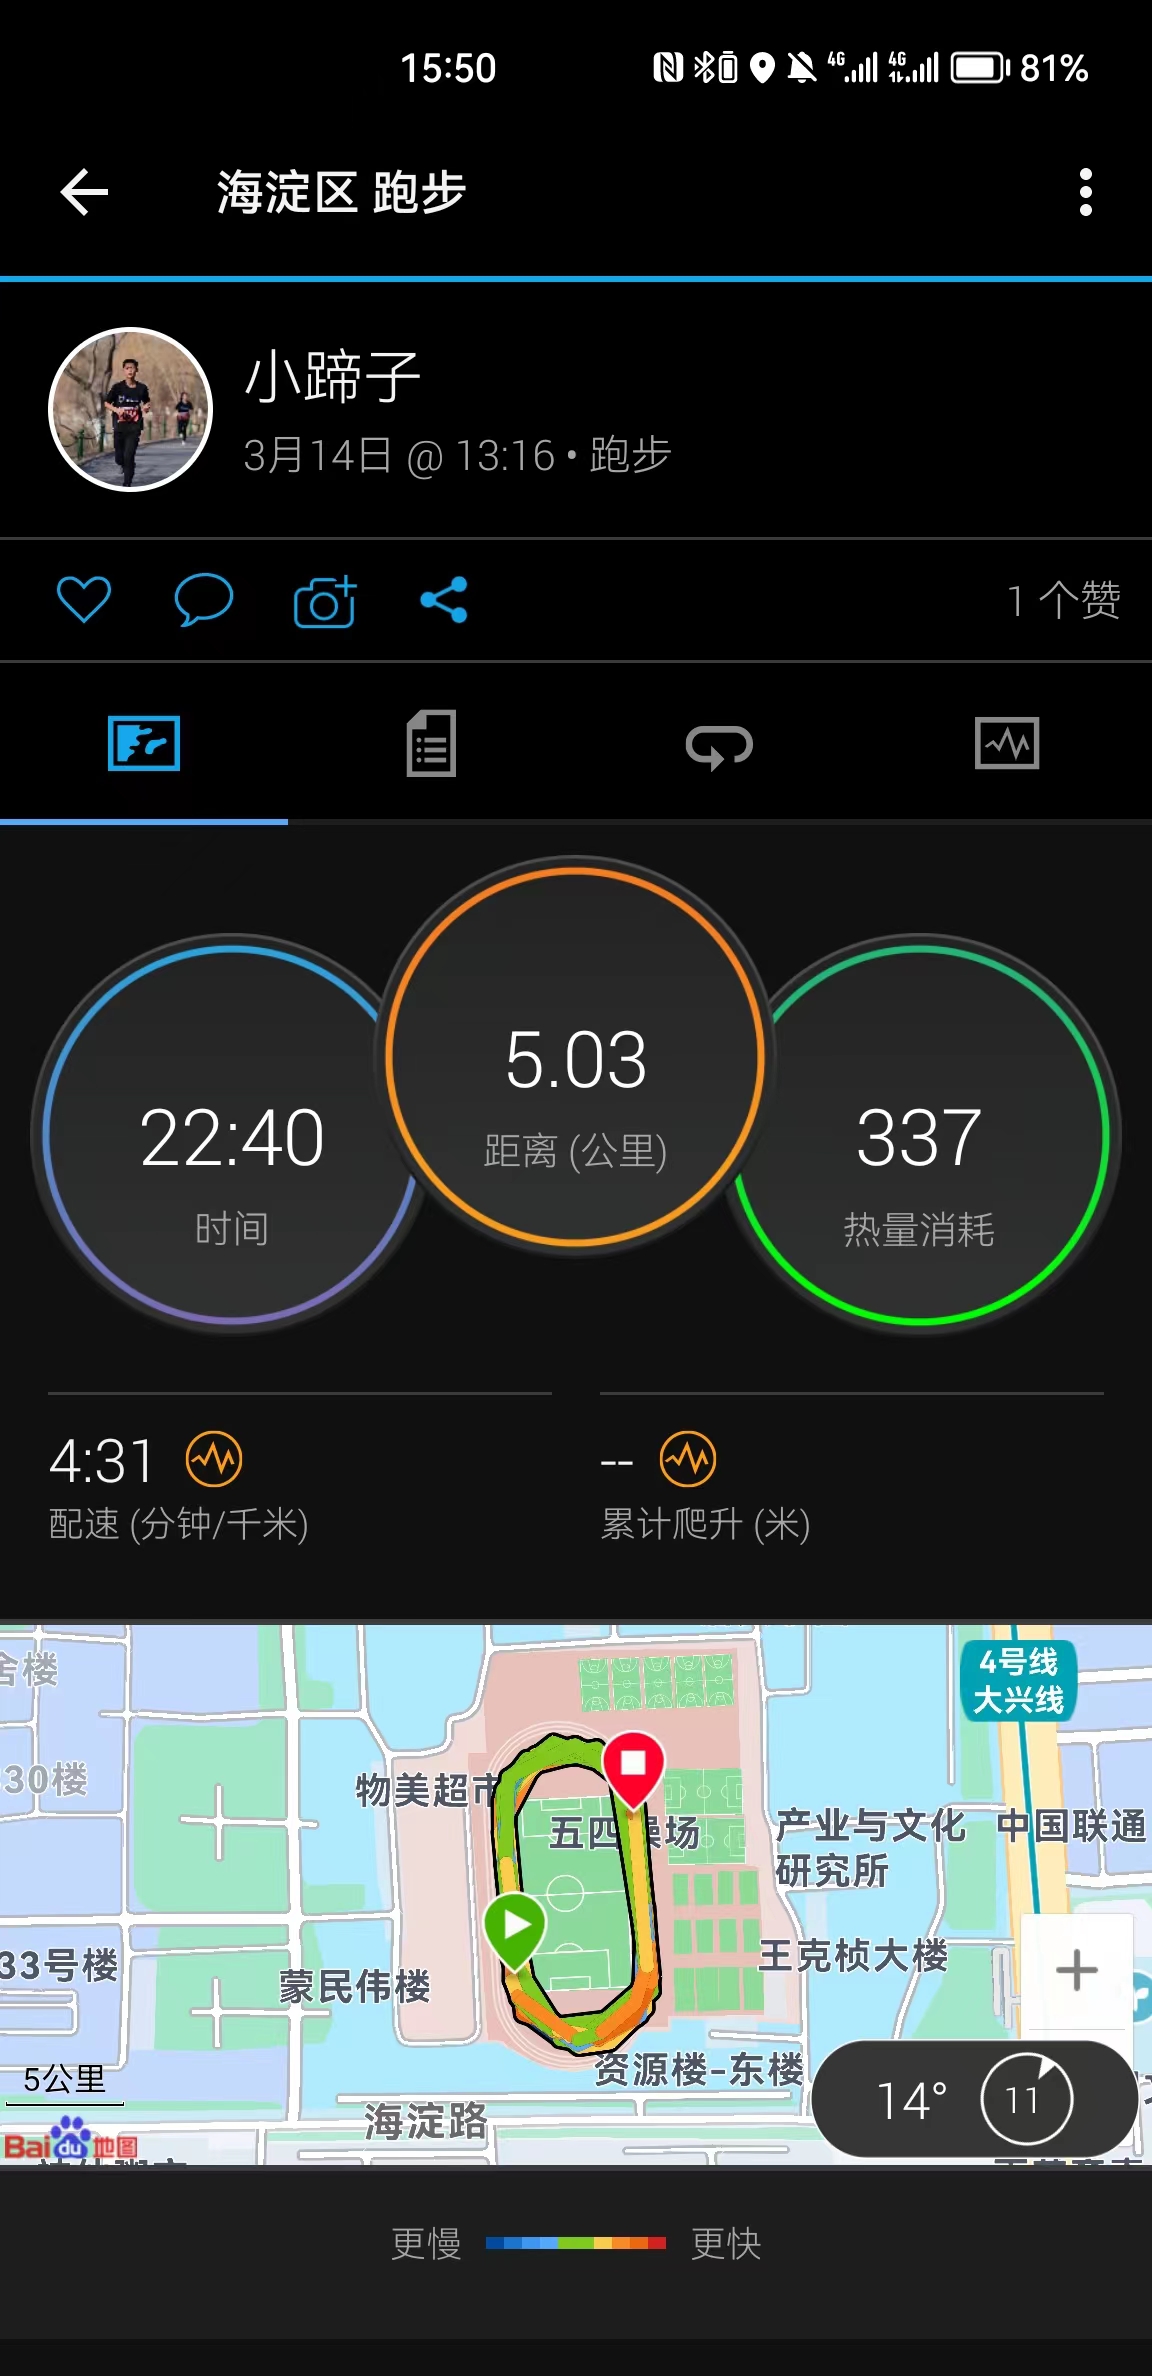 15:50 4G 4G 81%
海淀区 跑步
小蹄子
3月14日 @ 13:16 • 跑步
1 个赞
5.03
距离 (公里)
22:40
时间
337
热量消耗
4:31
配速 (分钟/千米)
--
累计爬升 (米)
舍楼
4号线
大兴线
30楼
物美超市
五四操场
产业与文化
研究所
中国联通
33号楼
蒙民伟楼
王克桢大楼
+
资源楼-东楼
5公里
14° 11
海淀路
Bai du 地图
更慢 更快